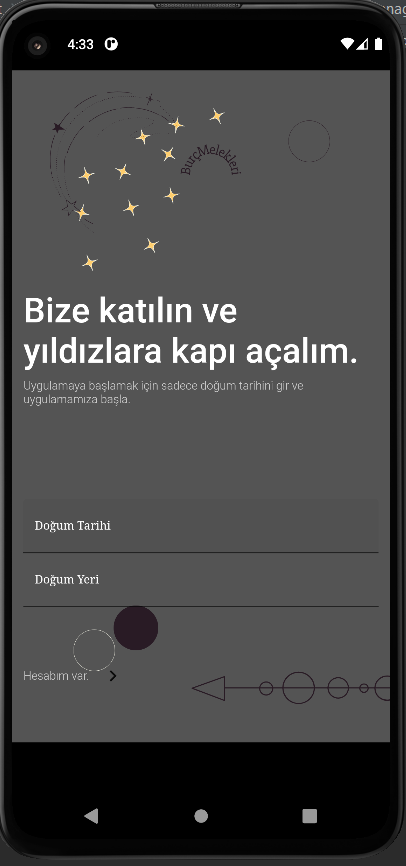 4:33
BurçMelekleri
Bize katılın ve
yıldızlara kapı açalım.
Uygulamaya başlamak için sadece doğum tarihini gir ve
uygulamamıza başla.
Doğum Tarihi
Doğum Yeri
Hesabım var.